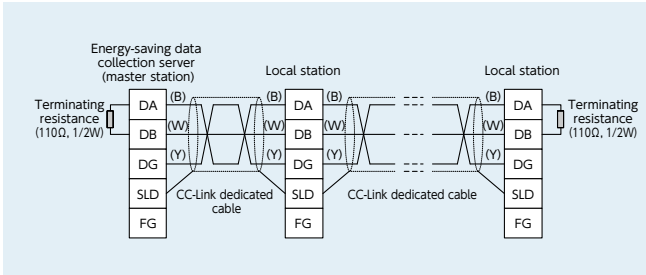 Energy-saving data
collection server
(master station)
Local station
Local station
Terminating
resistance
(110Ω, 1/2W)
DA
(B)
(B)
DA
(B)
(B)
DA
Terminating
resistance
(110Ω, 1/2W)
DB
(W)
(W)
DB
(W)
(W)
DB
DG
(Y)
(Y)
DG
(Y)
(Y)
DG
SLD
CC-Link dedicated
cable
SLD
CC-Link dedicated cable
SLD
FG
FG
FG